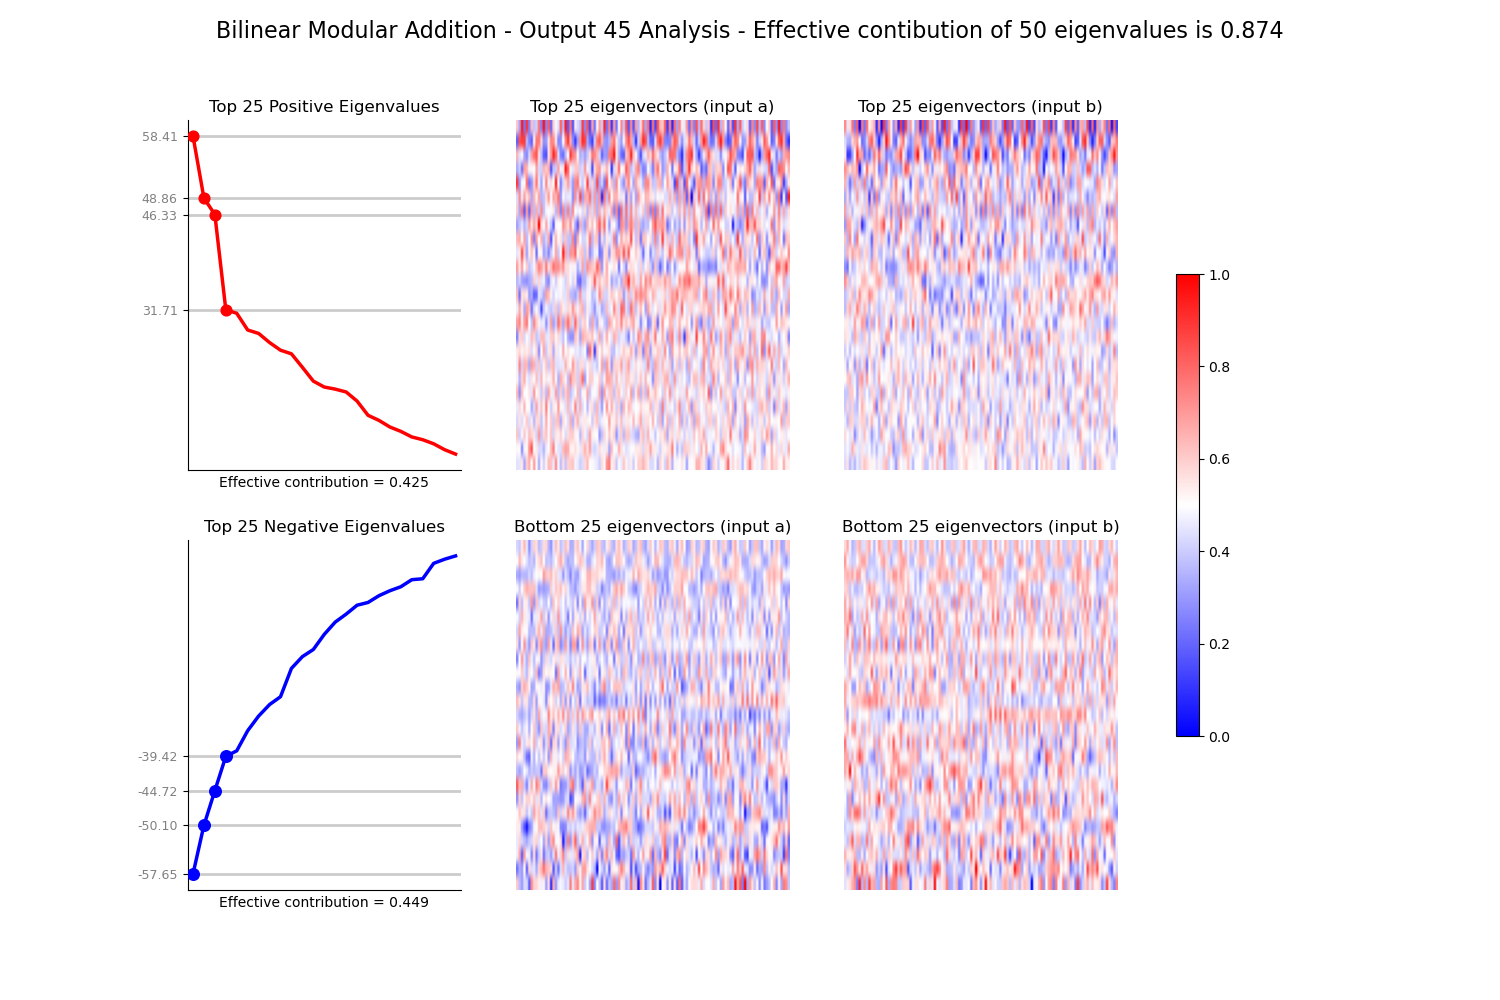 Bilinear Modular Addition - Output 45 Analysis - Effective contibution of 50 eigenvalues is 0.874
Top 25 Positive Eigenvalues
58.41
48.86
46.33
31.71
Effective contribution = 0.425
Top 25 eigenvectors (input a)
Top 25 eigenvectors (input b)
Top 25 Negative Eigenvalues
-39.42
-44.72
-50.10
-57.65
Effective contribution = 0.449
Bottom 25 eigenvectors (input a)
Bottom 25 eigenvectors (input b)
1.0
0.8
0.6
0.4
0.2
0.0